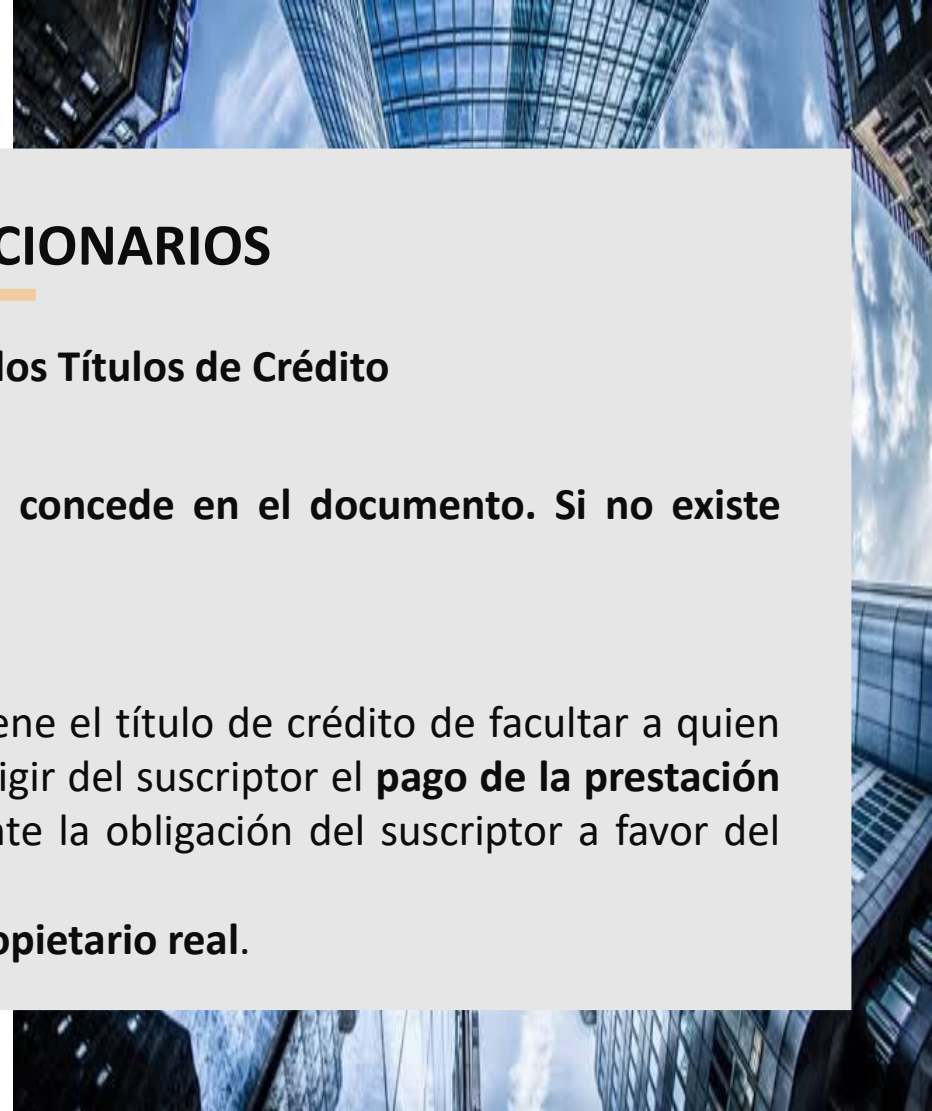 CIONARIOS
los Títulos de Crédito
concede en el documento. Si no existe
ene el título de crédito de facultar a quien
igir del suscriptor el pago de la prestación
te la obligación del suscriptor a favor del
opietario real.